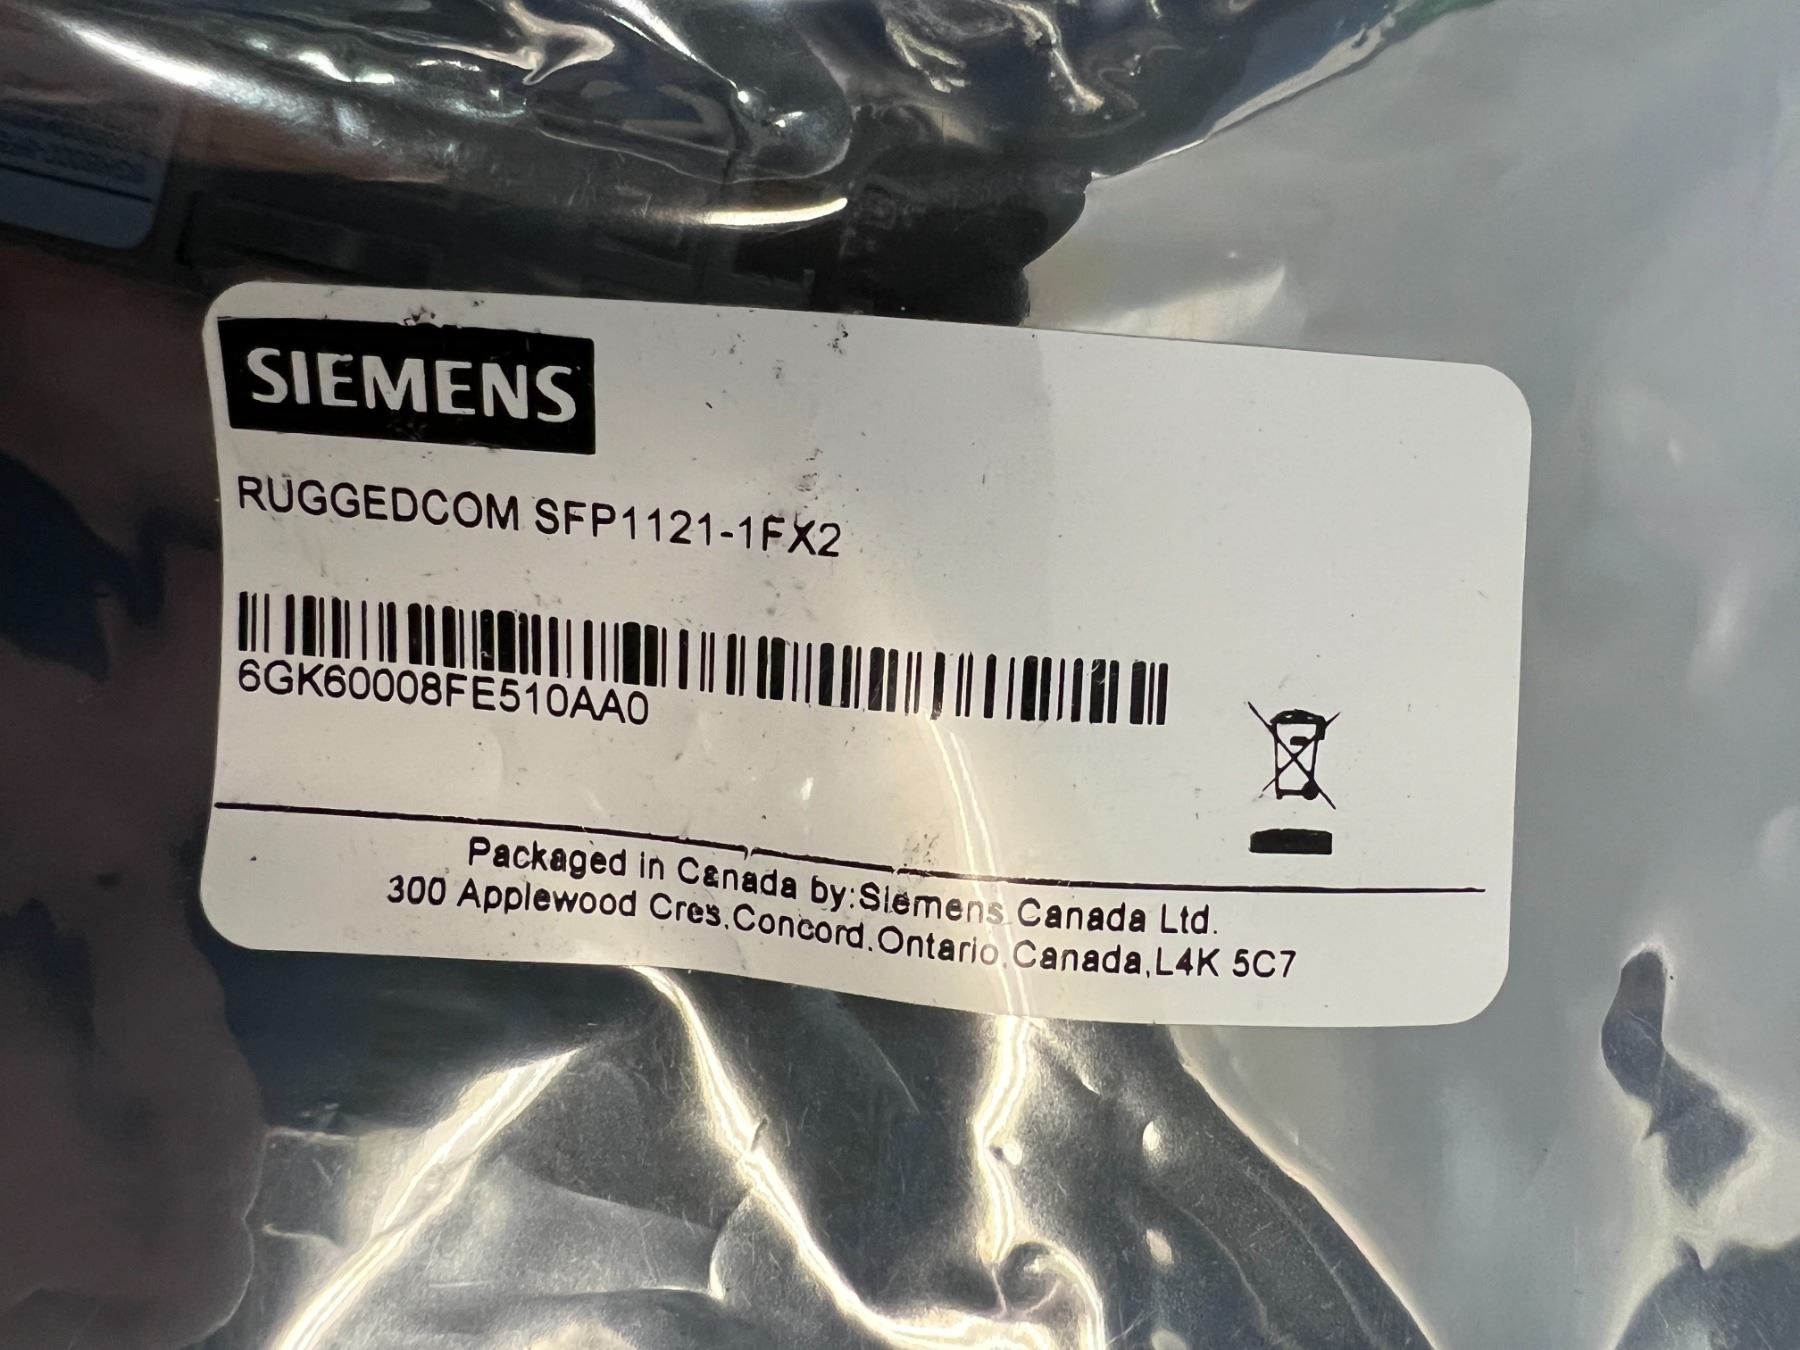 SIEMENS
RUGGEDCOM SFP1121-1FX2
6GK60008FE510AA0
Packaged in Canada by:Siemens Canada Ltd.
300 Applewood Cres,Concord,Ontario,Canada,L4K 5C7